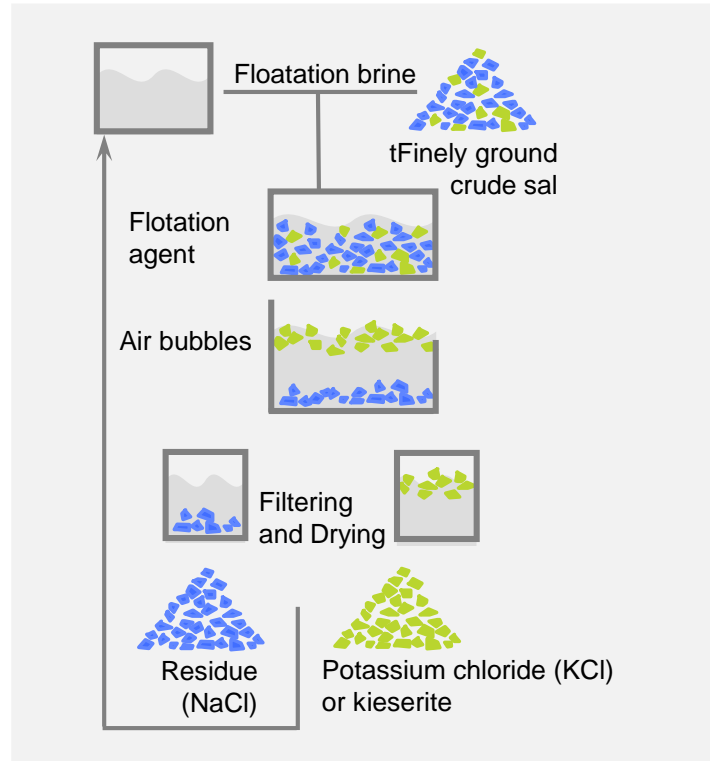 Floatation brine
tFinely ground
crude sal
Flotation
agent
Air bubbles
Filtering
and Drying
Residue
(NaCl)
Potassium chloride (KCl)
or kieserite